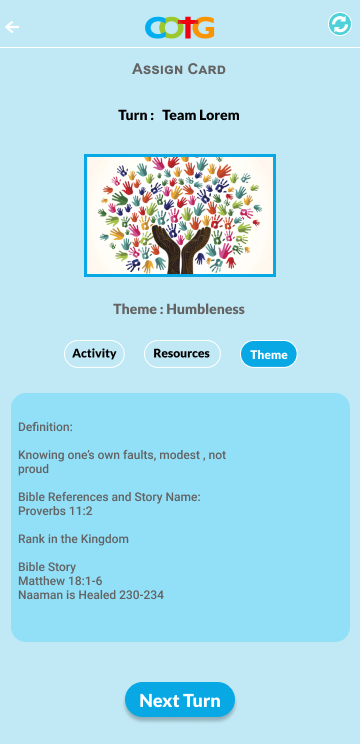 COTG
Assign Card
Turn : Team Lorem
Theme : Humbleness
Activity
Resources
Theme
Definition:
Knowing one's own faults, modest , not
proud
Bible References and Story Name:
Proverbs 11:2
Rank in the Kingdom
Bible Story
Matthew 18:1-6
Naaman is Healed 230-234
Next Turn